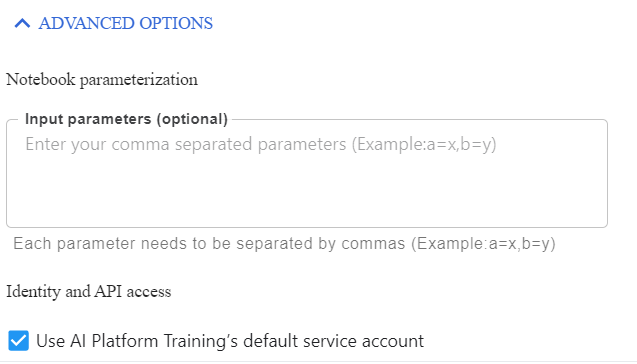 ADVANCED OPTIONS
Notebook parameterization
Input parameters (optional)
Enter your comma separated parameters (Example:a=x,b=y)
Each parameter needs to be separated by commas (Example:a=x,b=y)
Identity and API access
Use AI Platform Training’s default service account